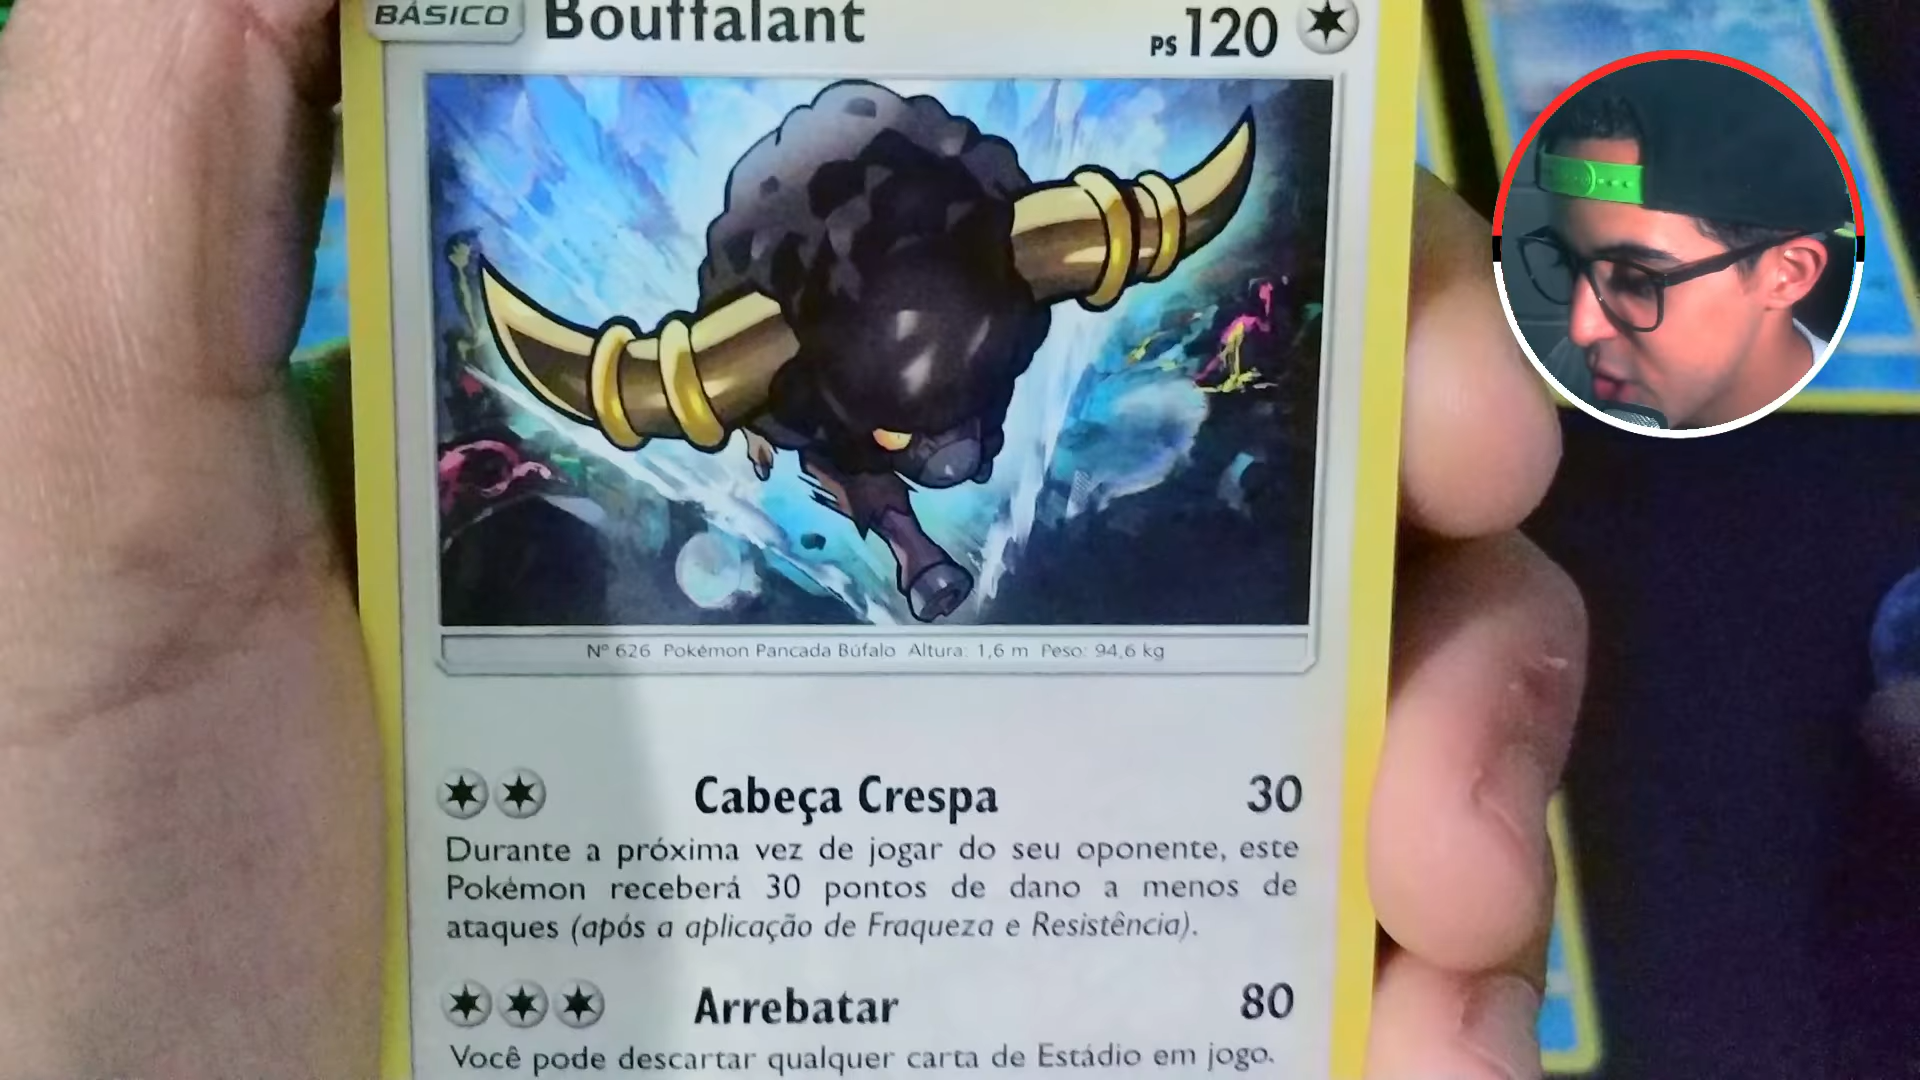 BÁSICO Bouffalant PS 120
Nº 626 Pokémon Pancada Búfalo Altura: 1,6 m Peso: 94,6 kg
Cabeça Crespa 30
Durante a próxima vez de jogar do seu oponente, este
Pokémon receberá 30 pontos de dano a menos de
ataques (após a aplicação de Fraqueza e Resistência).
Arrebatar 80
Você pode descartar qualquer carta de Estádio em jogo.